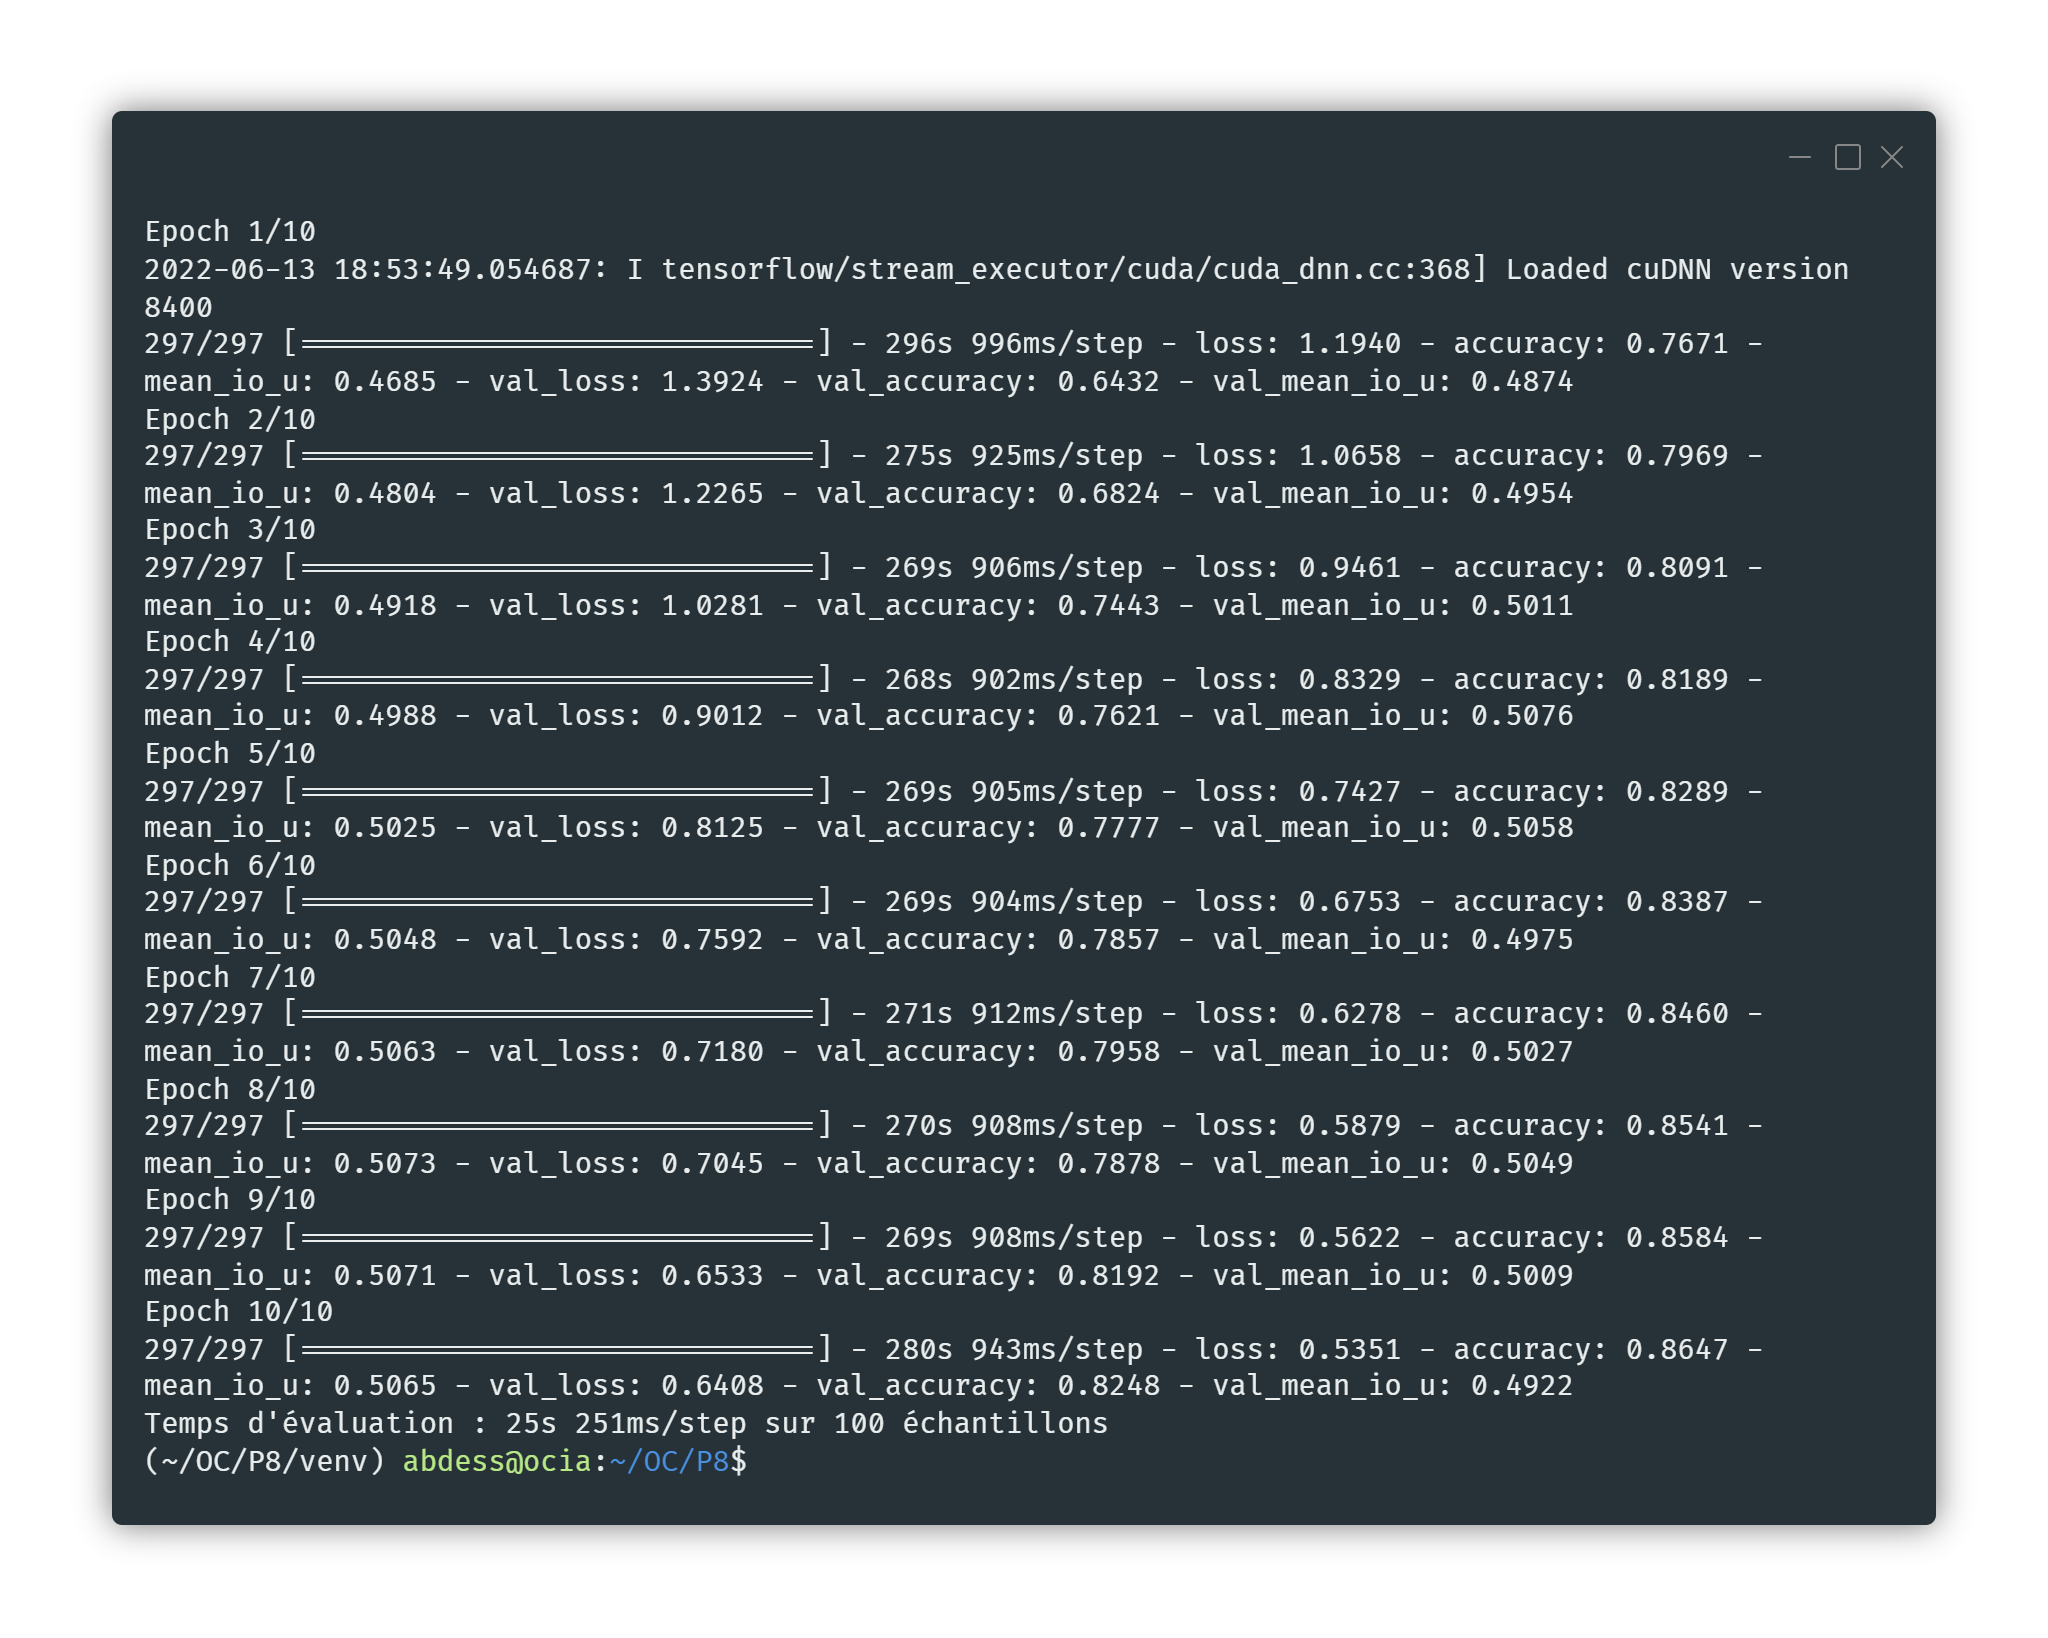 Epoch 1/10
2022-06-13 18:53:49.054687: I tensorflow/stream_executor/cuda/cuda_dnn.cc:368] Loaded cuDNN version
8400
297/297 [==============================] - 296s 996ms/step - loss: 1.1940 - accuracy: 0.7671 -
mean_io_u: 0.4685 - val_loss: 1.3924 - val_accuracy: 0.6432 - val_mean_io_u: 0.4874
Epoch 2/10
297/297 [==============================] - 275s 925ms/step - loss: 1.0658 - accuracy: 0.7969 -
mean_io_u: 0.4804 - val_loss: 1.2265 - val_accuracy: 0.6824 - val_mean_io_u: 0.4954
Epoch 3/10
297/297 [==============================] - 269s 906ms/step - loss: 0.9461 - accuracy: 0.8091 -
mean_io_u: 0.4918 - val_loss: 1.0281 - val_accuracy: 0.7443 - val_mean_io_u: 0.5011
Epoch 4/10
297/297 [==============================] - 268s 902ms/step - loss: 0.8329 - accuracy: 0.8189 -
mean_io_u: 0.4988 - val_loss: 0.9012 - val_accuracy: 0.7621 - val_mean_io_u: 0.5076
Epoch 5/10
297/297 [==============================] - 269s 905ms/step - loss: 0.7427 - accuracy: 0.8289 -
mean_io_u: 0.5025 - val_loss: 0.8125 - val_accuracy: 0.7777 - val_mean_io_u: 0.5058
Epoch 6/10
297/297 [==============================] - 269s 904ms/step - loss: 0.6753 - accuracy: 0.8387 -
mean_io_u: 0.5048 - val_loss: 0.7592 - val_accuracy: 0.7857 - val_mean_io_u: 0.4975
Epoch 7/10
297/297 [==============================] - 271s 912ms/step - loss: 0.6278 - accuracy: 0.8460 -
mean_io_u: 0.5063 - val_loss: 0.7180 - val_accuracy: 0.7958 - val_mean_io_u: 0.5027
Epoch 8/10
297/297 [==============================] - 270s 908ms/step - loss: 0.5879 - accuracy: 0.8541 -
mean_io_u: 0.5073 - val_loss: 0.7045 - val_accuracy: 0.7878 - val_mean_io_u: 0.5049
Epoch 9/10
297/297 [==============================] - 269s 908ms/step - loss: 0.5622 - accuracy: 0.8584 -
mean_io_u: 0.5071 - val_loss: 0.6533 - val_accuracy: 0.8192 - val_mean_io_u: 0.5009
Epoch 10/10
297/297 [==============================] - 280s 943ms/step - loss: 0.5351 - accuracy: 0.8647 -
mean_io_u: 0.5065 - val_loss: 0.6408 - val_accuracy: 0.8248 - val_mean_io_u: 0.4922
Temps d'évaluation : 25s 251ms/step sur 100 échantillons
(~/OC/P8/venv) abdess@ocia:~/OC/P8$